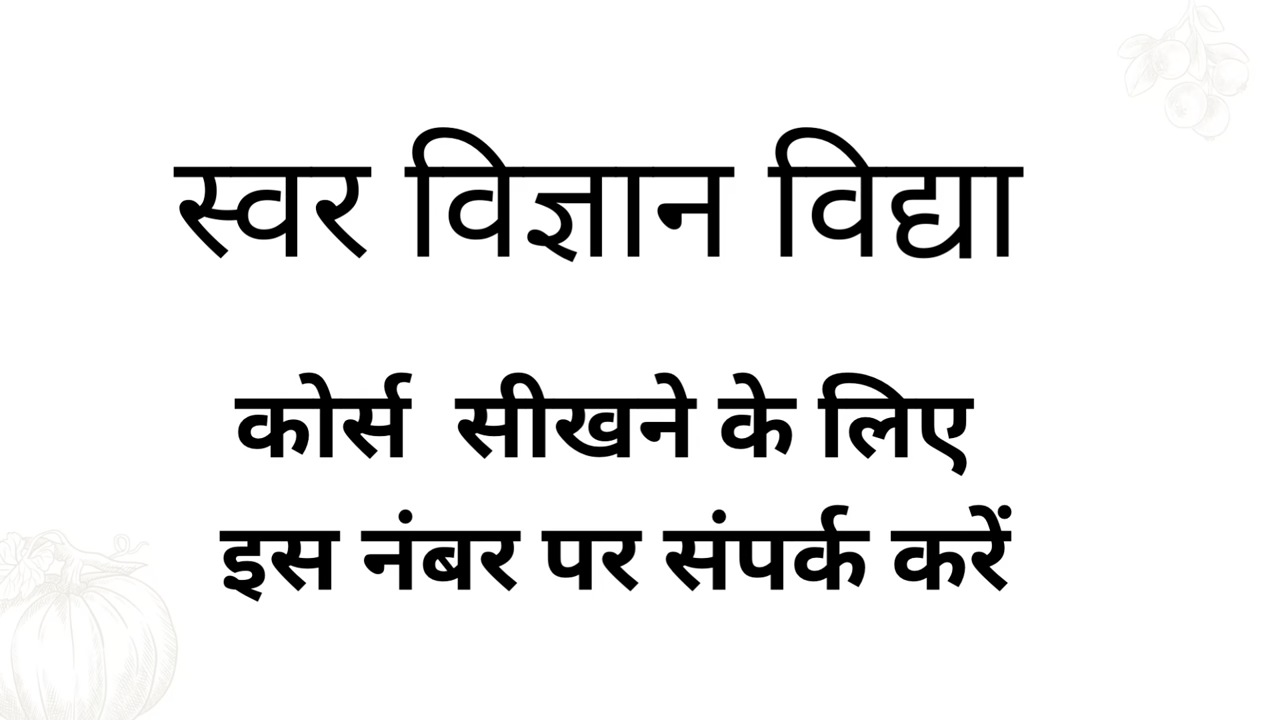 स्वर विज्ञान विद्या
कोर्स सीखने के लिए
इस नंबर पर संपर्क करें